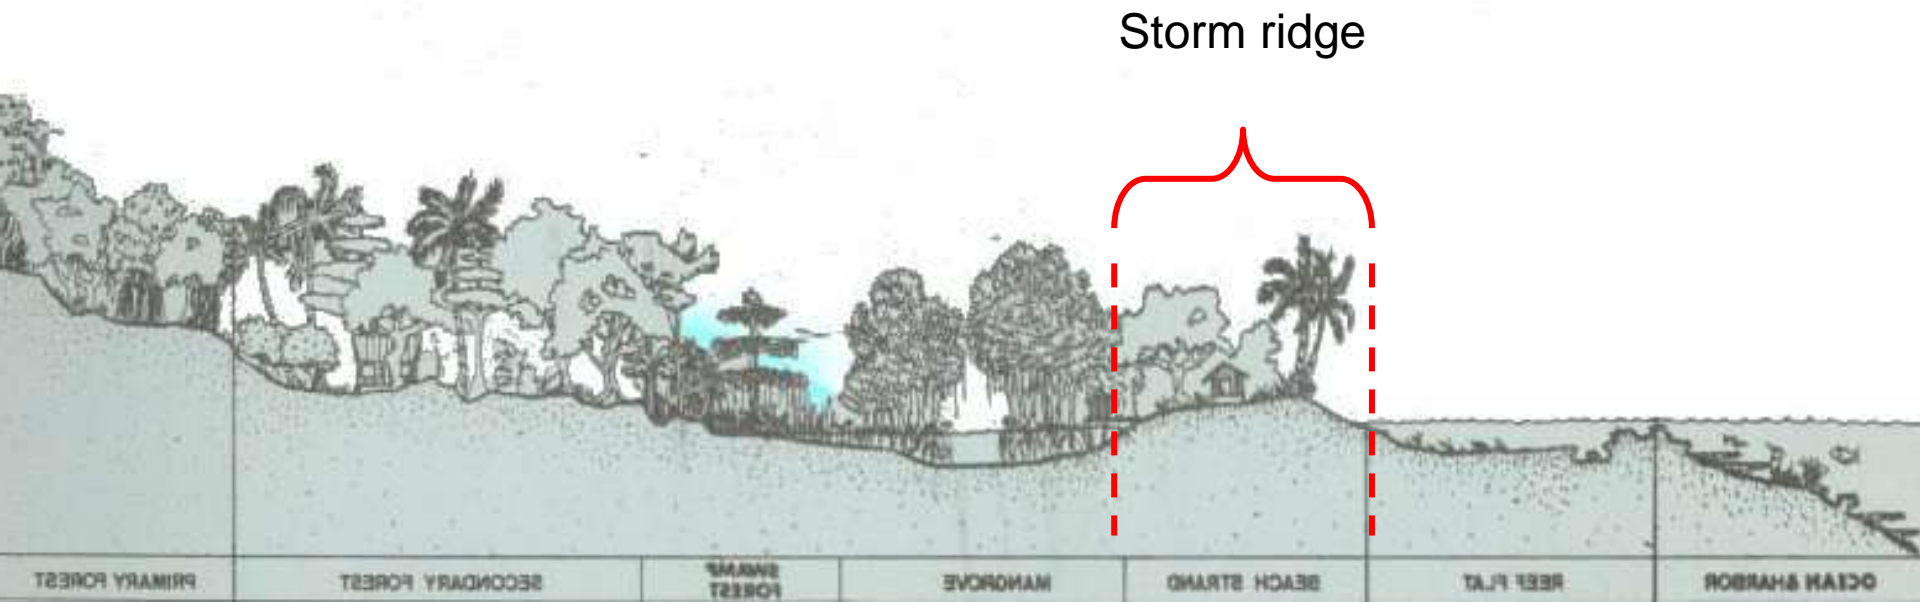 Storm ridge
PRIMARY FOREST
SECONDARY FOREST
SWAMP
FOREST
MANGROVE
BEACH STRAND
REEF FLAT
OCEAN & HARBOR